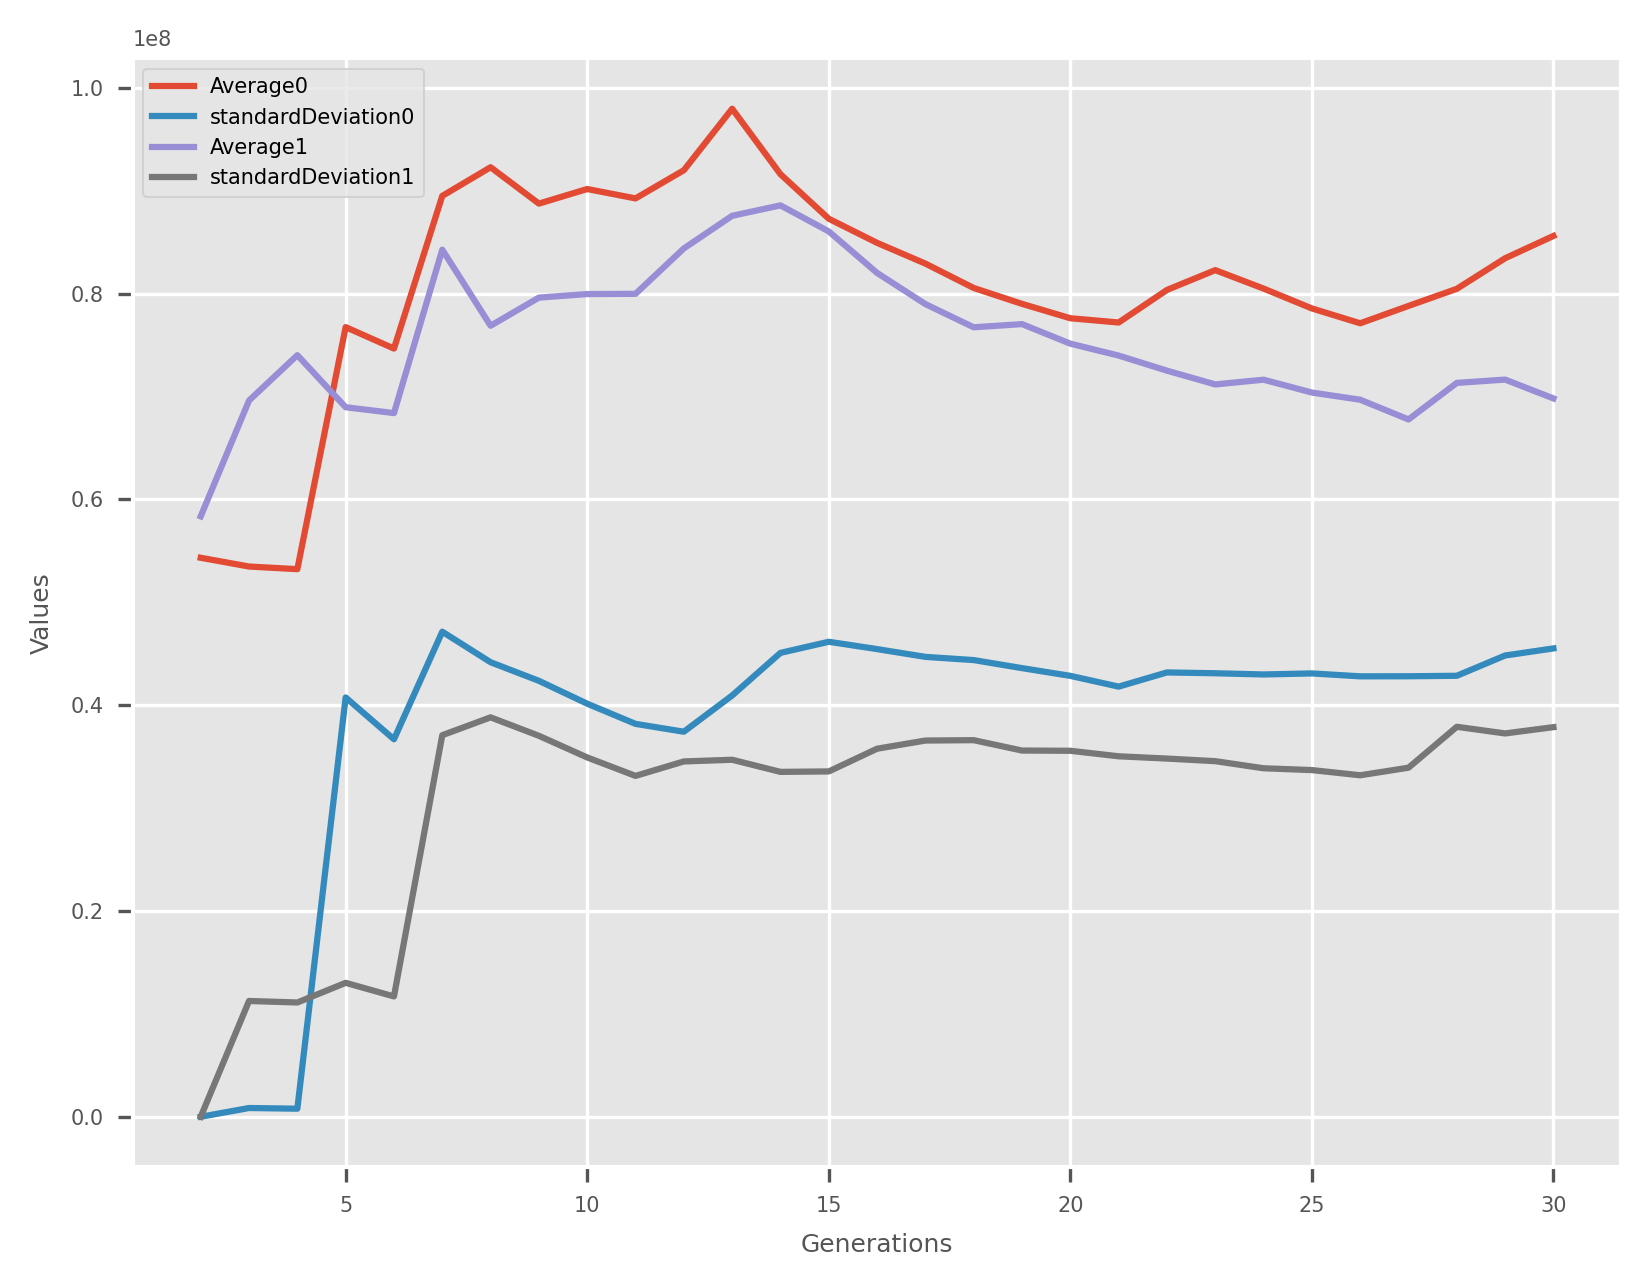 1e8
Average0
standardDeviation0
Average1
standardDeviation1
1.0
0.8
0.6
0.4
0.2
0.0
Values
5 10 15 20 25 30
Generations